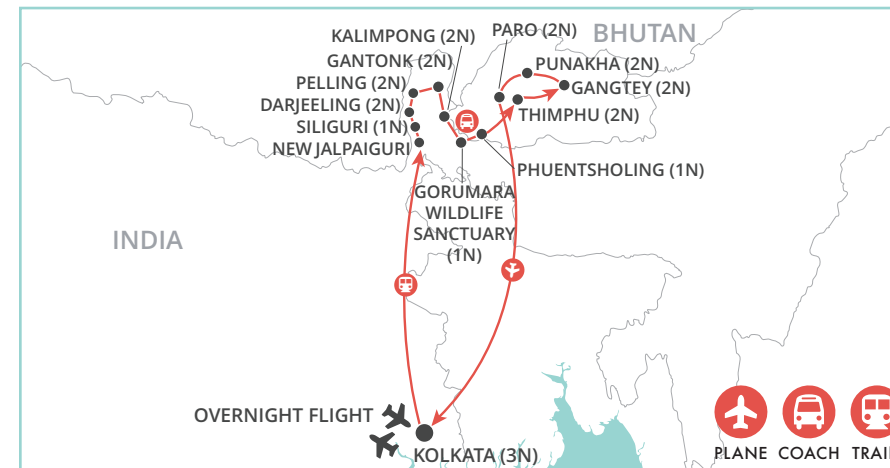 KALIMPONG (2N)
PARO (2N)
BHUTAN
GANTONK (2N)
PUNAKHA (2N)
PELLING (2N)
GANGTEY (2N)
DARJEELING (2N)
THIMPHU (2N)
SILIGURI (1N)
NEW JALPAIGURI
PHUENTSHOLING (1N)
GORUMARA
WILDLIFE
SANCTUARY
(1N)
INDIA
OVERNIGHT FLIGHT
KOLKATA (3N)
PLANE COACH TRAI